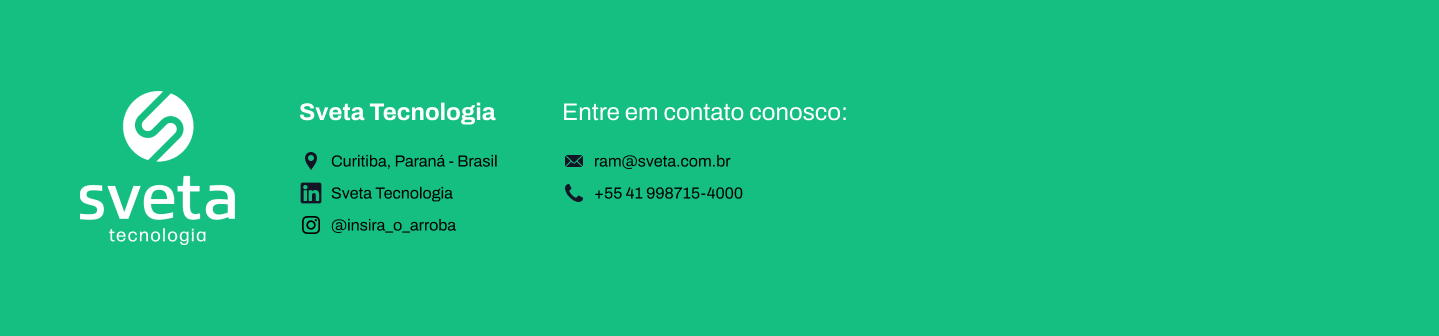 sveta
tecnologia
Sveta Tecnologia
Curitiba, Paraná - Brasil
Sveta Tecnologia
@insira_o_arroba
Entre em contato conosco:
ram@sveta.com.br
+55 41 998715-4000